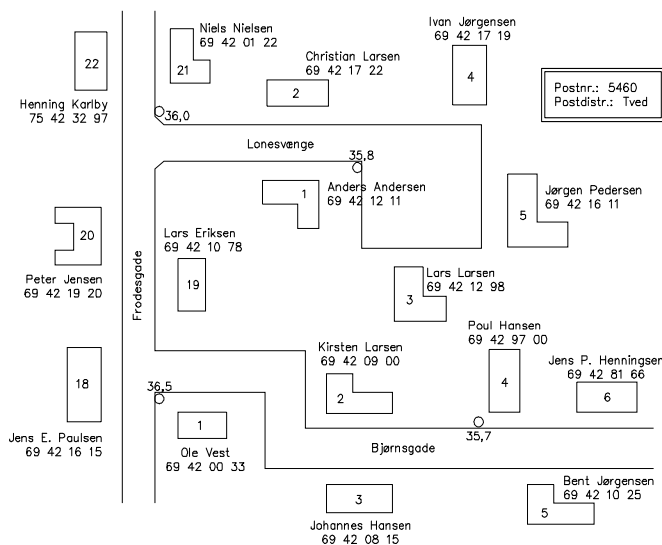 Niels Nielsen
69 42 01 22
21
22
Henning Karlby
75 42 32 97
Christian Larsen
69 42 17 22
2
Ivan Jørgensen
69 42 17 19
4
Postnr.: 5460
Postdistr.: Tved
36,0
Lonesvænge
35,8
1
Anders Andersen
69 42 12 11
Jørgen Pedersen
69 42 16 11
5
20
Peter Jensen
69 42 19 20
Frodesgade
Lars Eriksen
69 42 10 78
19
Lars Larsen
69 42 12 98
3
Poul Hansen
69 42 97 00
4
Kirsten Larsen
69 42 09 00
2
Jens P. Henningsen
69 42 81 66
6
18
Jens E. Paulsen
69 42 16 15
36,5
1
Ole Vest
69 42 00 33
35,7
Bjørnsgade
3
Johannes Hansen
69 42 08 15
Bent Jørgensen
69 42 10 25
5